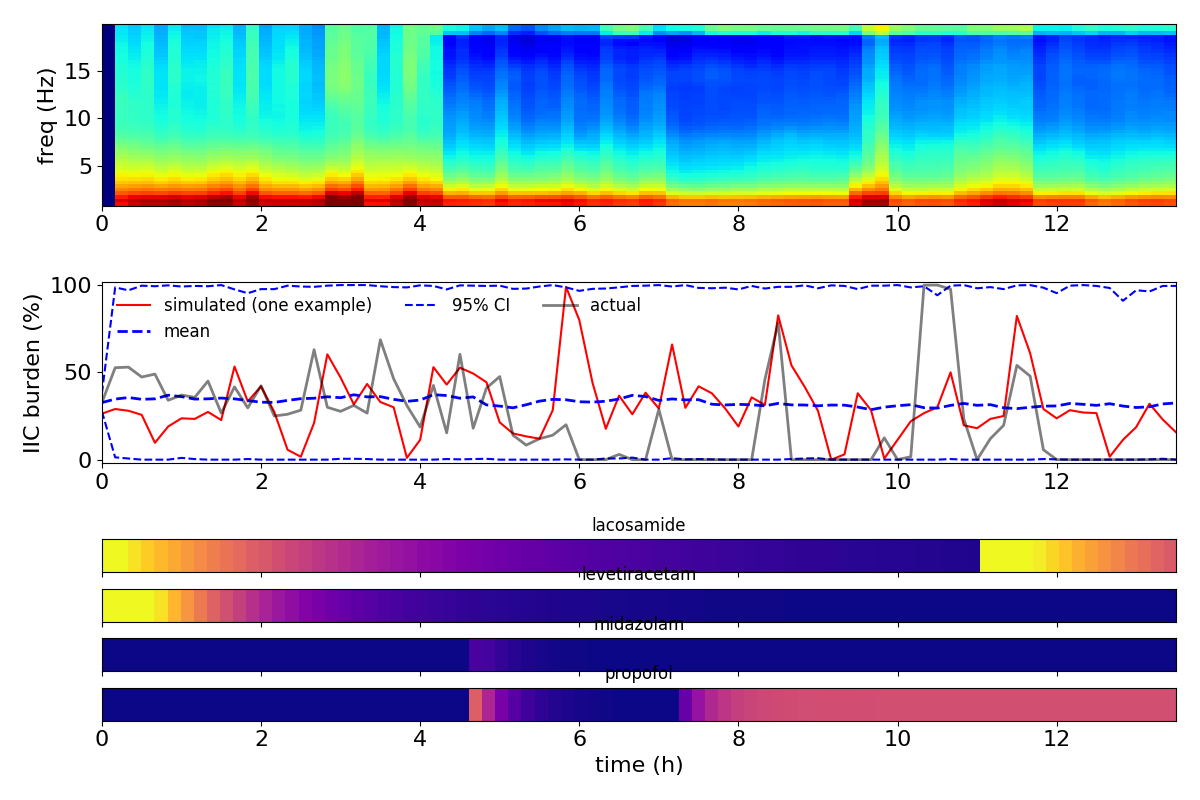 freq (Hz)
15
10
5
0 2 4 6 8 10 12
IIC burden (%)
100
50
0
simulated (one example) 95% CI actual
mean
0 2 4 6 8 10 12
lacosamide
levetiracetam
midazolam
propofol
0 2 4 6 8 10 12
time (h)